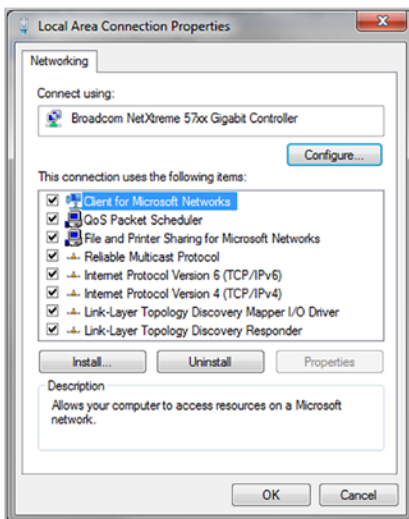 Local Area Connection Properties
Networking
Connect using:
Broadcom NetXtreme 57xx Gigabit Controller
Configure...
This connection uses the following items:
Client for Microsoft Networks
QoS Packet Scheduler
File and Printer Sharing for Microsoft Networks
Reliable Multicast Protocol
Internet Protocol Version 6 (TCP/IPv6)
Internet Protocol Version 4 (TCP/IPv4)
Link-Layer Topology Discovery Mapper I/O Driver
Link-Layer Topology Discovery Responder
Install... Uninstall Properties
Description
Allows your computer to access resources on a Microsoft
network.
OK Cancel